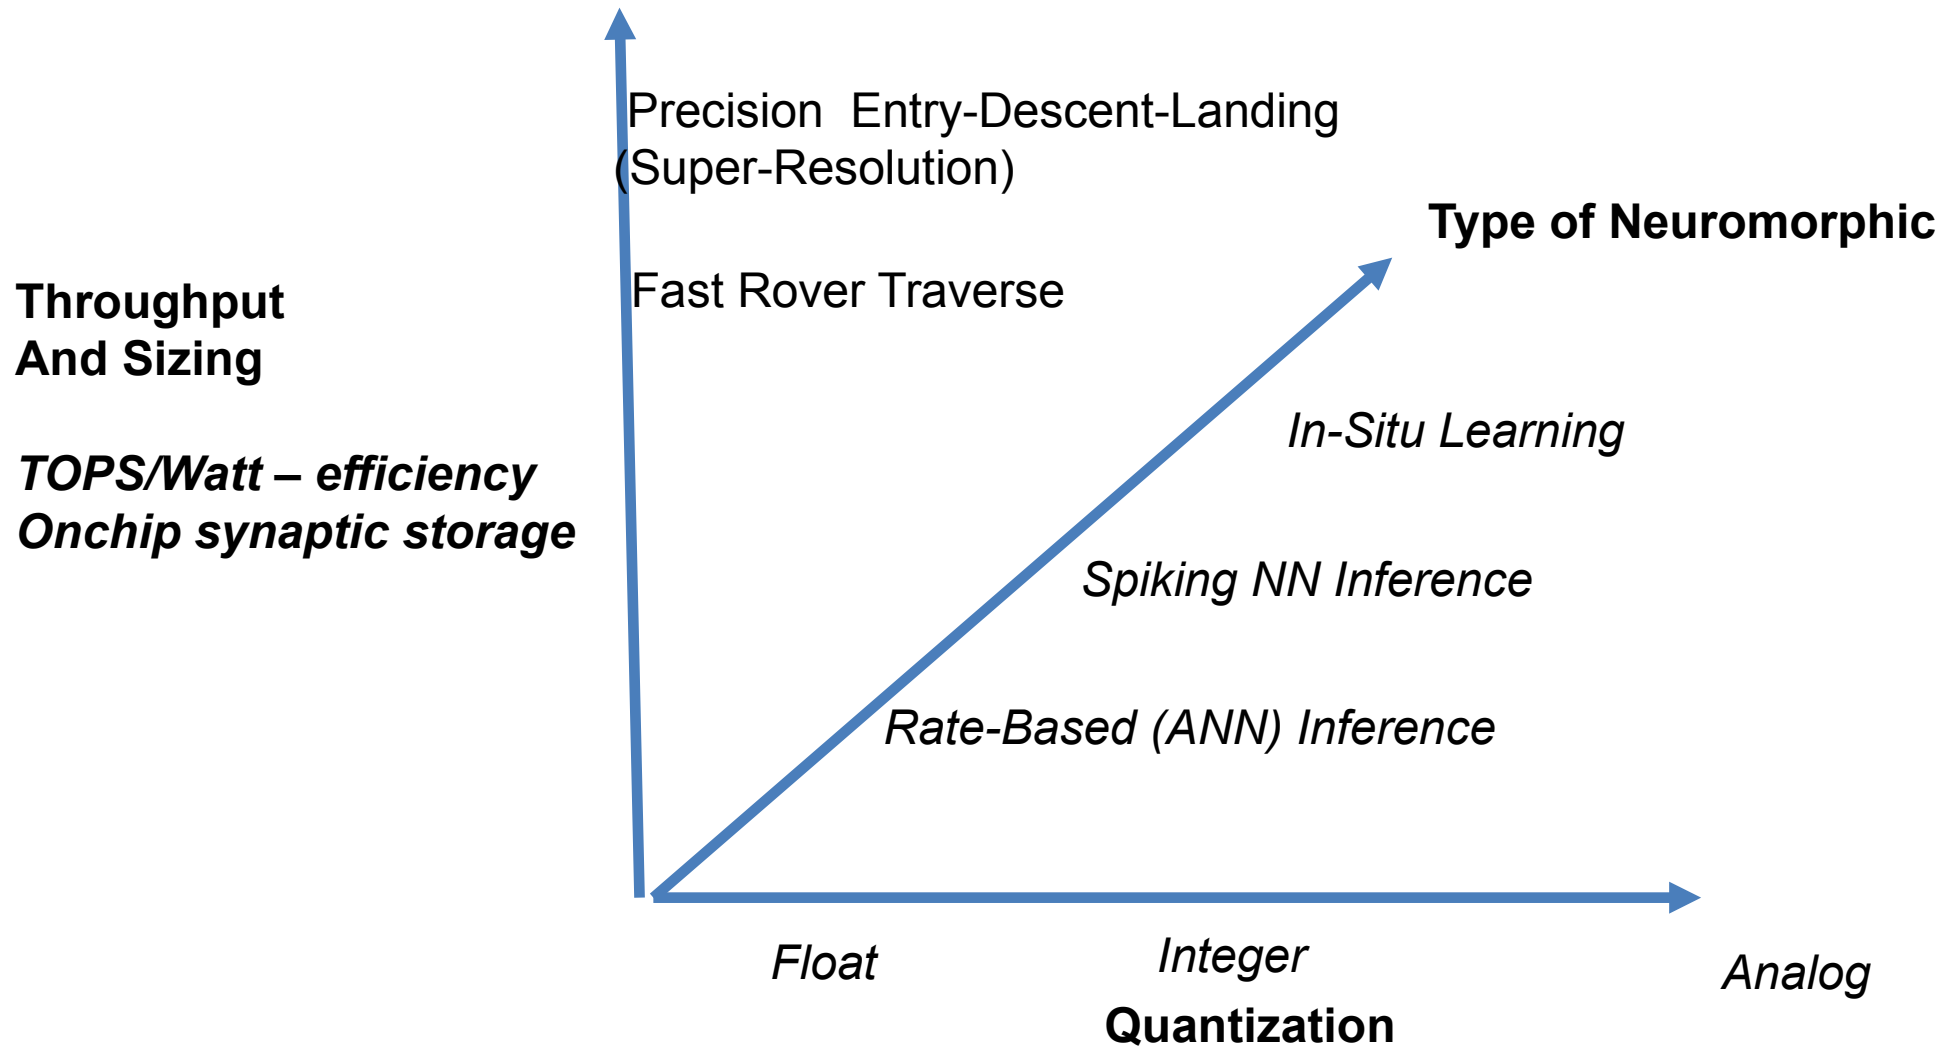 Precision Entry-Descent-Landing
(Super-Resolution)
Type of Neuromorphic
Fast Rover Traverse
Throughput
And Sizing
In-Situ Learning
TOPS/Watt – efficiency
Onchip synaptic storage
Spiking NN Inference
Rate-Based (ANN) Inference
Float
Integer
Analog
Quantization